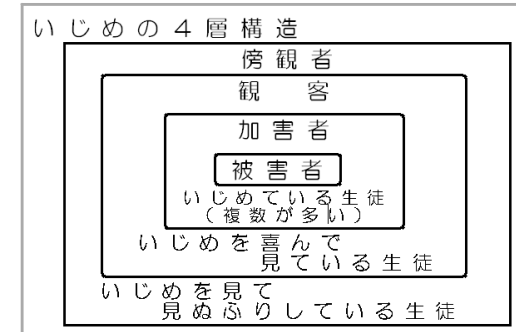 いじめの４層構造
傍観者
観　客
加害者
被害者
いじめている生徒
（複数が多い）
いじめを喜んで
見ている生徒
いじめを見て
見ぬふりしている生徒